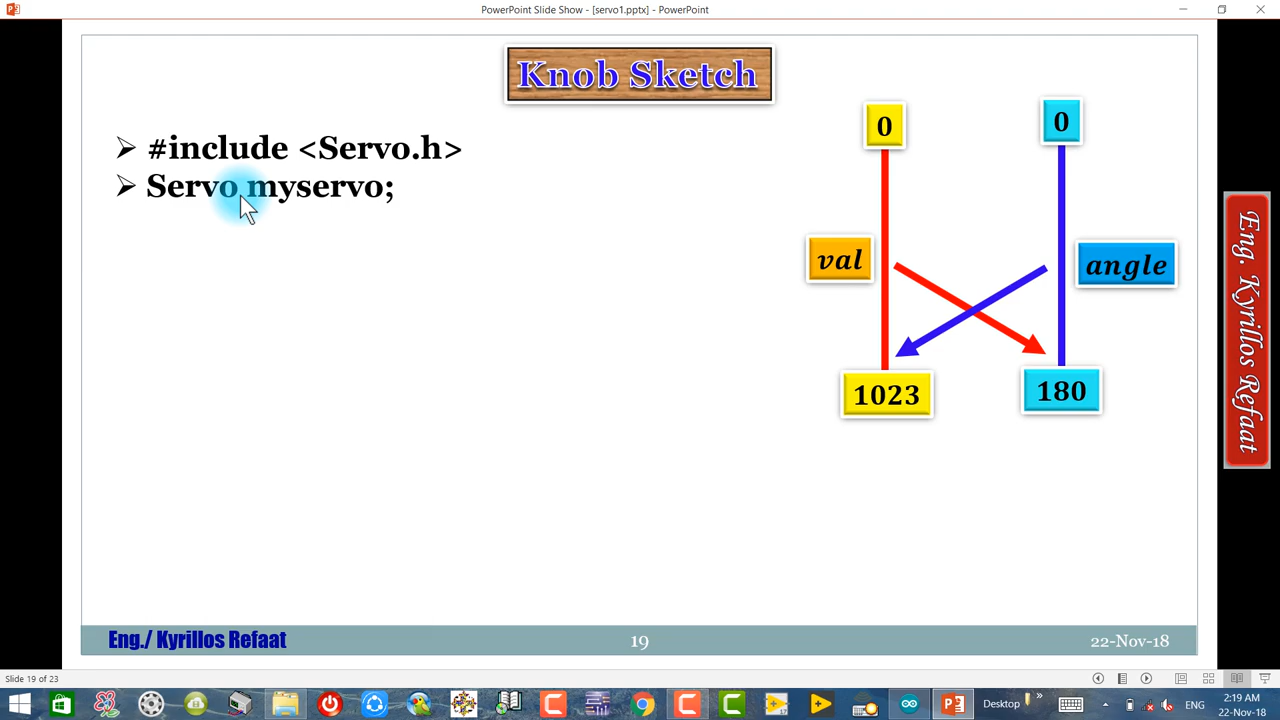 PowerPoint Slide Show - [servo1.pptx] - PowerPoint
Knob Sketch
#include <Servo.h>
Servo myservo;
0
0
val
angle
1023
180
Eng. Kyrillos Refaat
Eng./ Kyrillos Refaat
19
22-Nov-18
Slide 19 of 23
Desktop
ENG
2:19 AM
22-Nov-18